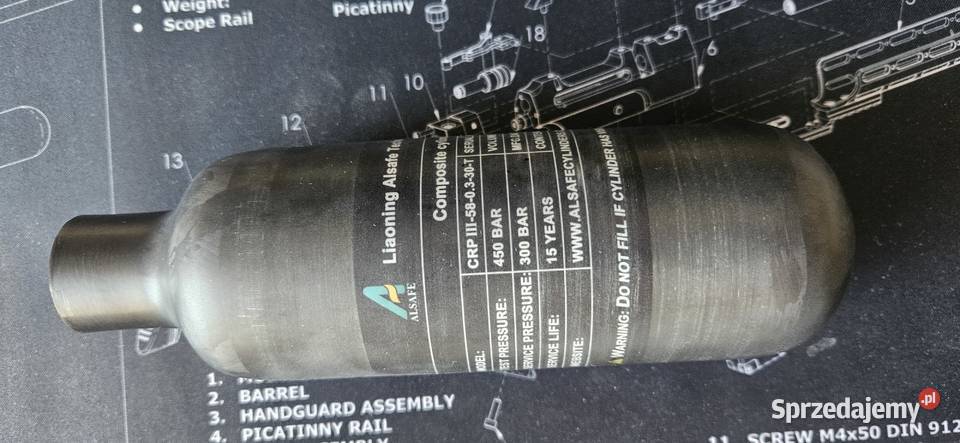 Weight:
Scope Rail
Picatinny
18
6
10
11
12
13
ALSAFE
Liaoning Alsafe
Composite
MODEL: CRP III-58-0.3-30-T
TEST PRESSURE: 450 BAR
SERVICE PRESSURE: 300 BAR
SERVICE LIFE: 15 YEARS
WEBSITE: WWW.ALSAFECYLINDER
WARNING: DO NOT FILL IF CYLINDER HAS
1.
2. BARREL
3. HANDGUARD ASSEMBLY
4. PICATINNY RAIL
11. SCREW M4x50 DIN 912
Sprzedajemy.pl